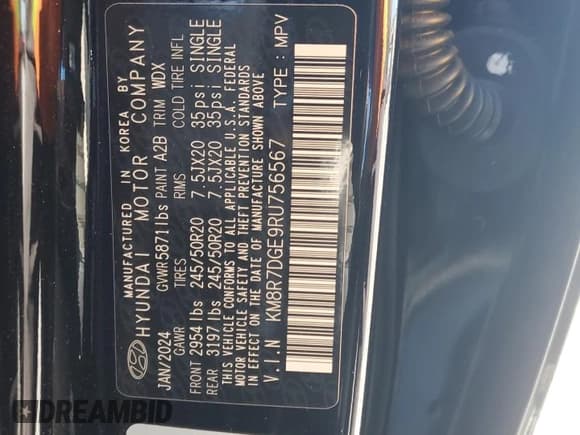 MANUFACTURED IN KOREA BY
HYUNDAI MOTOR COMPANY
GVWR 5871 lbs PAINT A2B TRIM WDX
JAN/2024 GAWR TIRES RIMS COLD TIRE INFL
FRONT 2954 lbs 245/50R20 7.5JX20 35psi SINGLE
REAR 3197 lbs 245/50R20 7.5JX20 35psi SINGLE
THIS VEHICLE CONFORMS TO ALL APPLICABLE U.S.A. FEDERAL
MOTOR VEHICLE SAFETY AND THEFT PREVENTION STANDARDS
IN EFFECT ON THE DATE OF MANUFACTURE SHOWN ABOVE
V.I.N KM8R7DGE9RU756567 TYPE : MPV
DREAMBID